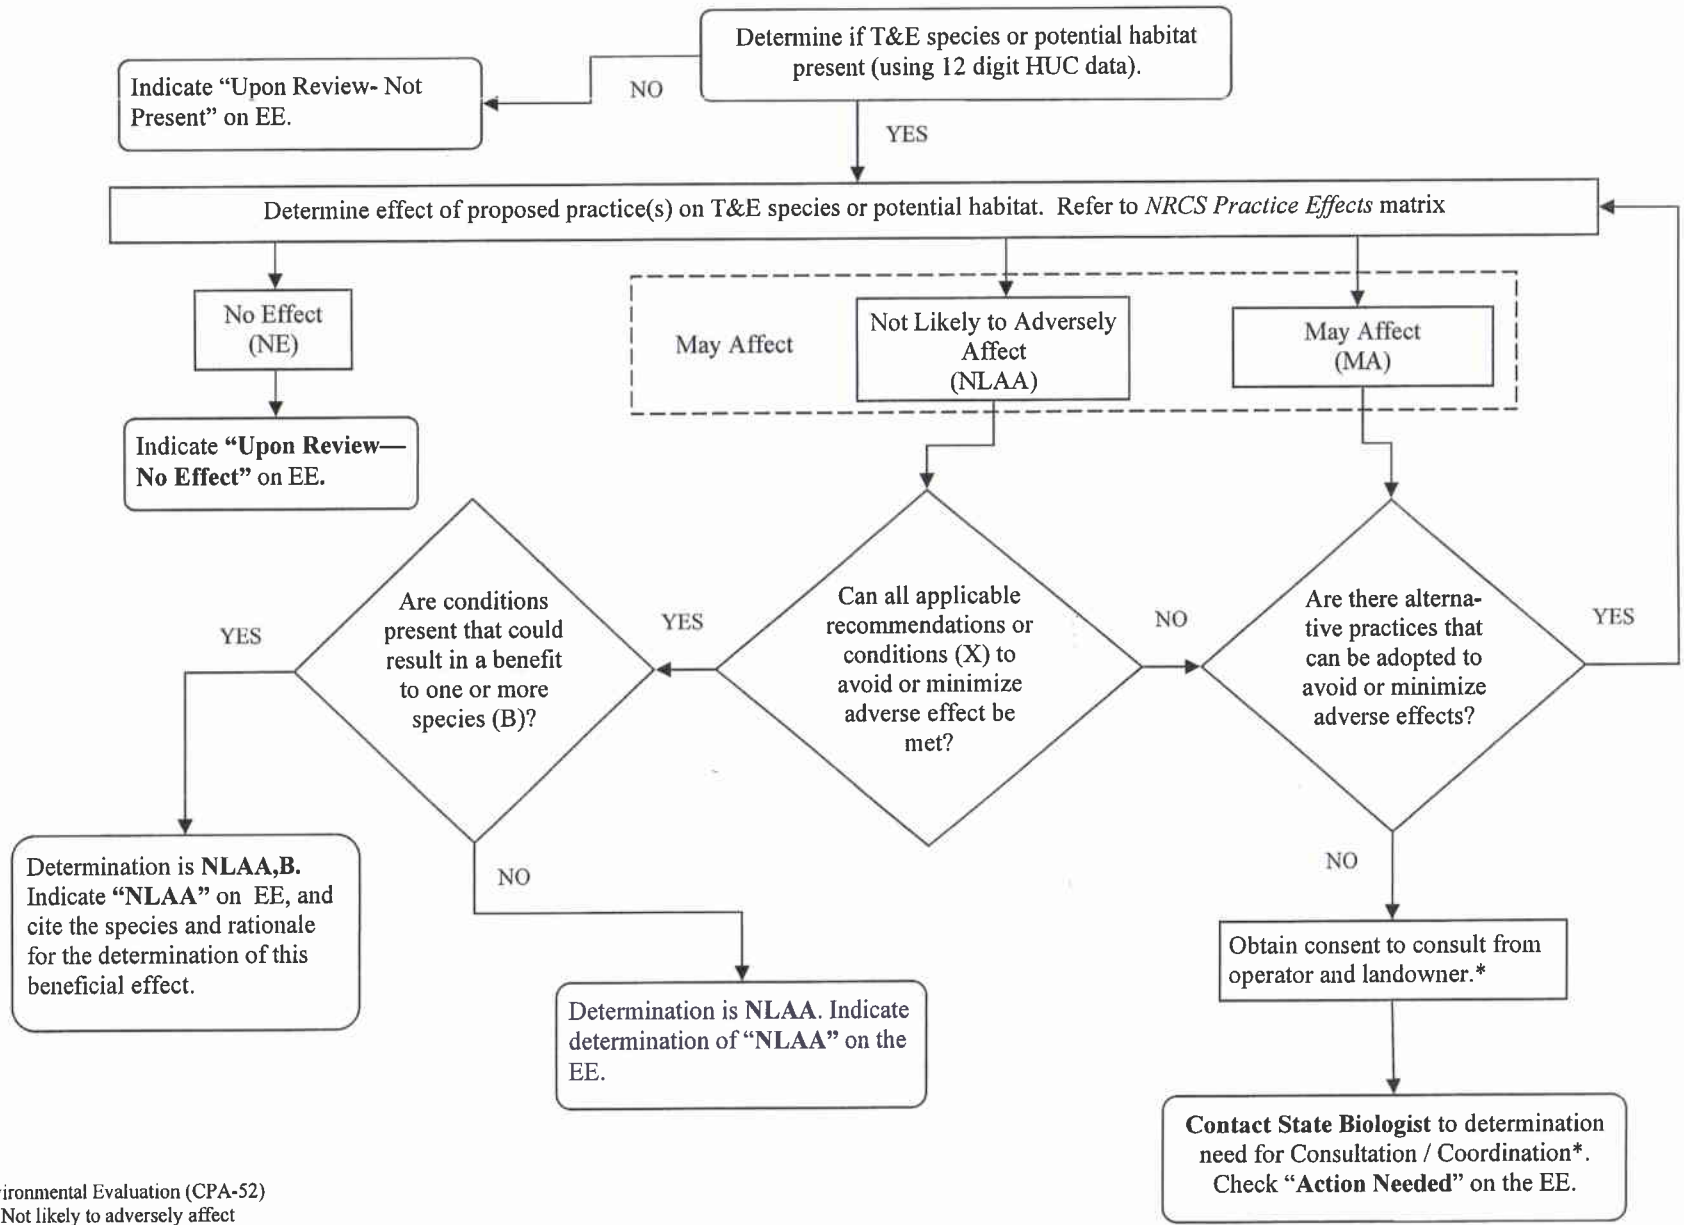 Determine if T&E species or potential habitat
present (using 12 digit HUC data).
Indicate “Upon Review- Not
Present” on EE.
NO
YES
Determine effect of proposed practice(s) on T&E species or potential habitat.  Refer to NRCS Practice Effects matrix
No Effect
(NE)
May Affect
Not Likely to Adversely
Affect
(NLAA)
May Affect
(MA)
Indicate “Upon Review—
No Effect” on EE.
Are conditions
present that could
result in a benefit
to one or more
species (B)?
YES
YES
Can all applicable
recommendations or
conditions (X) to
avoid or minimize
adverse effect be
met?
NO
Are there alterna-
tive practices that
can be adopted to
avoid or minimize
adverse effects?
YES
NO
NO
Determination is NLAA,B.
Indicate “NLAA” on  EE, and
cite the species and rationale
for the determination of this
beneficial effect.
Determination is NLAA. Indicate
determination of “NLAA” on the
EE.
Obtain consent to consult from
operator and landowner.*
Contact State Biologist to determination
need for Consultation / Coordination*.
Check “Action Needed” on the EE.
ironmental Evaluation (CPA-52)
Not likely to adversely affect